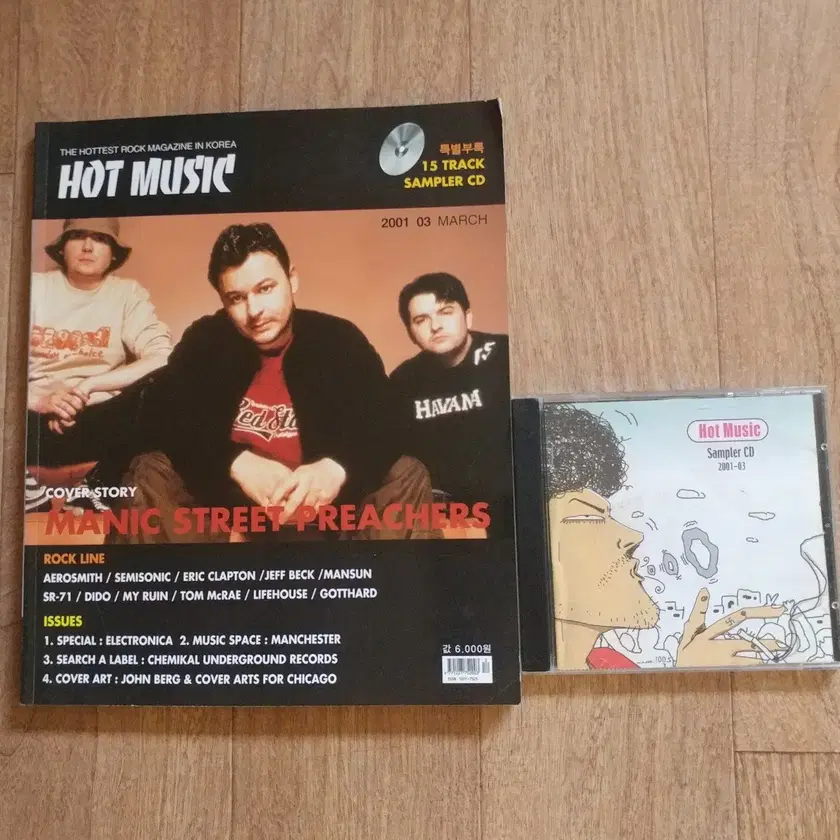 THE HOTTEST ROCK MAGAZINE IN KOREA
HOT MUSIC
특별부록
15 TRACK
SAMPLER CD
2001 03 MARCH
Red Sta
HAVANA
COVER STORY
MANIC STREET PREACHERS
ROCK LINE
AEROSMITH / SEMISONIC / ERIC CLAPTON /JEFF BECK /MANSUN
SR-71 / DIDO / MY RUIN / TOM McRAE / LIFEHOUSE / GOTTHARD
ISSUES
1. SPECIAL : ELECTRONICA 2. MUSIC SPACE : MANCHESTER
3. SEARCH A LABEL : CHEMIKAL UNDERGROUND RECORDS
4. COVER ART : JOHN BERG & COVER ARTS FOR CHICAGO
값 6,000원
Hot Music
Sampler CD
2001-03